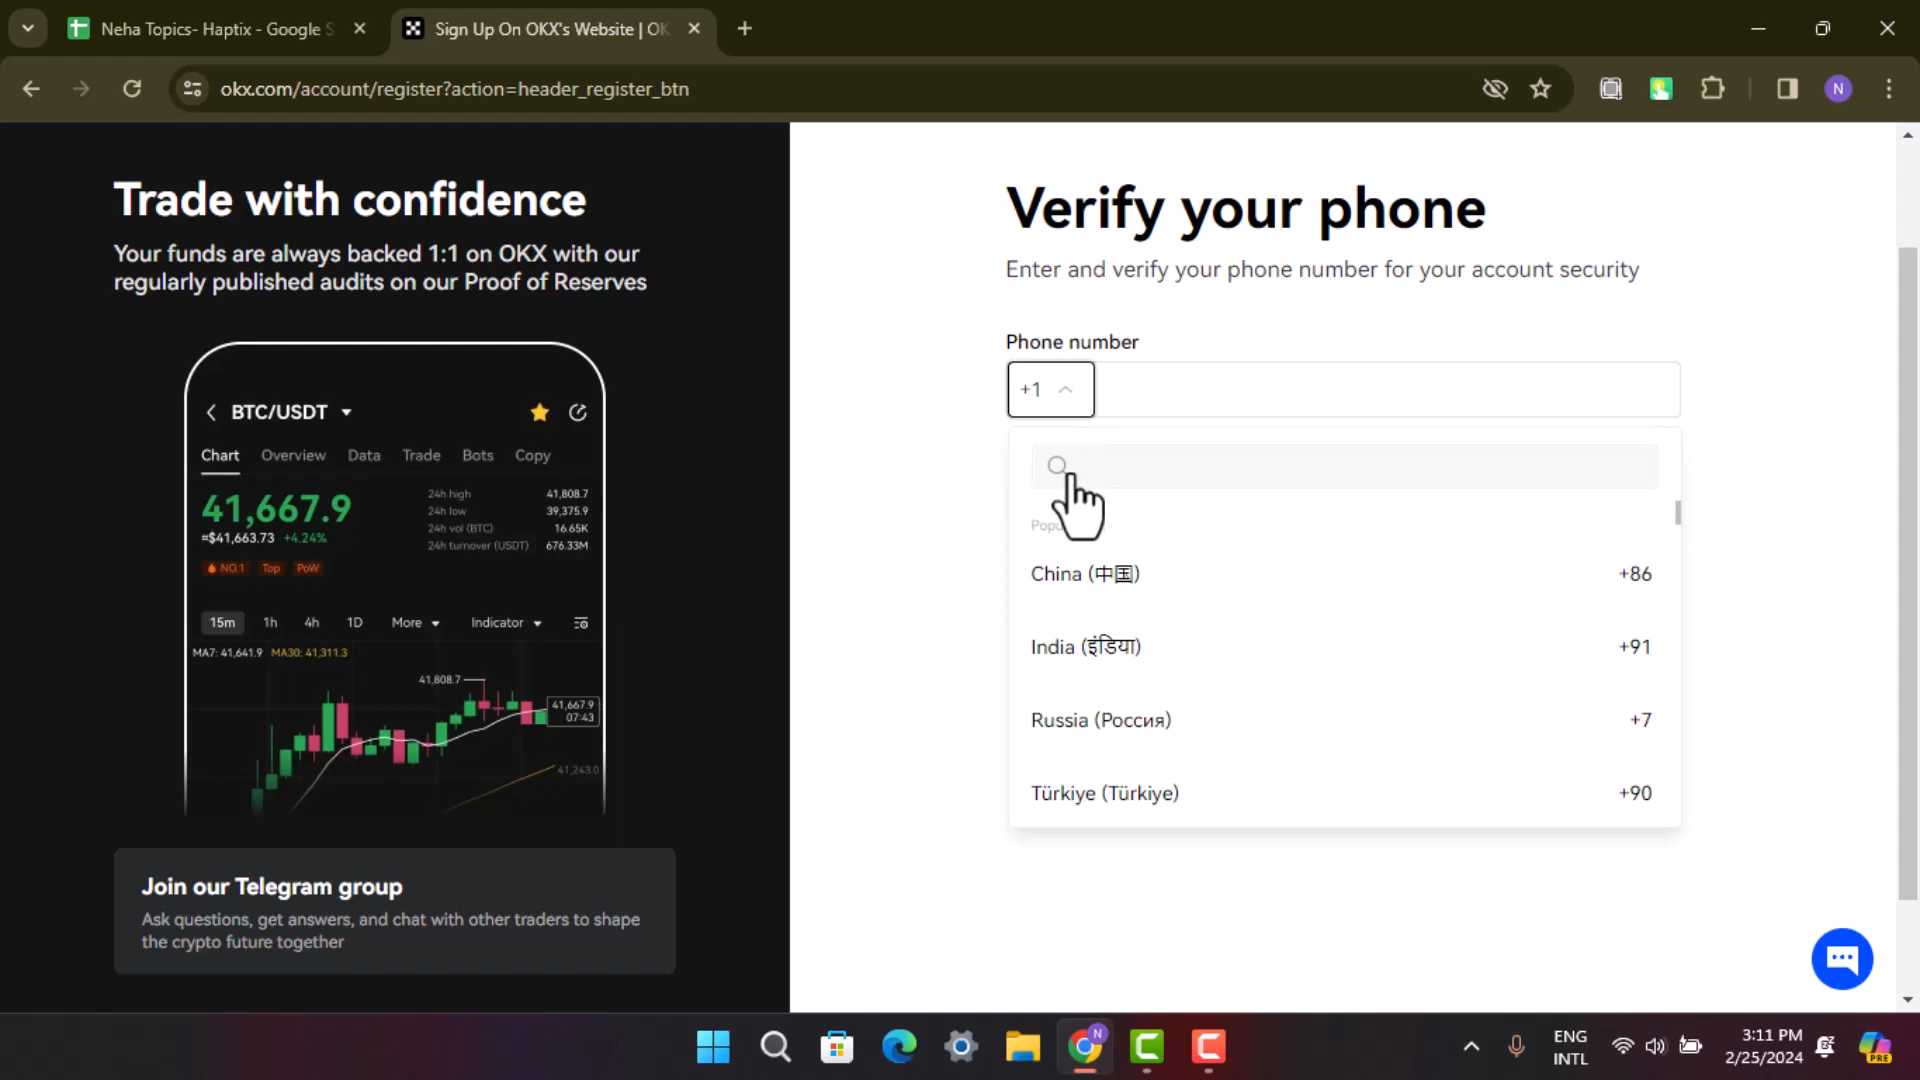 Neha Topics- Haptix - Google S
Sign Up On OKX's Website | OK
okx.com/account/register?action=header_register_btn
N
Trade with confidence
Your funds are always backed 1:1 on OKX with our
regularly published audits on our Proof of Reserves
BTC/USDT
Chart Overview Data Trade Bots Copy
41,667.9
≈$41,663.73 +4.24%
NO.1 Top PoW
24h high 41,808.7
24h low 39,375.9
24h vol (BTC) 16.65K
24h turnover (USDT) 676.33M
15m 1h 4h 1D More Indicator
MA7: 41,641.9 MA30: 41,311.3
41,808.7
41,667.9
07:43
41,243.0
Join our Telegram group
Ask questions, get answers, and chat with other traders to shape
the crypto future together
Verify your phone
Enter and verify your phone number for your account security
Phone number
+1
China (中国) +86
India (इंडिया) +91
Russia (Россия) +7
Türkiye (Türkiye) +90
N
ENG
INTL
3:11 PM
2/25/2024
PRE